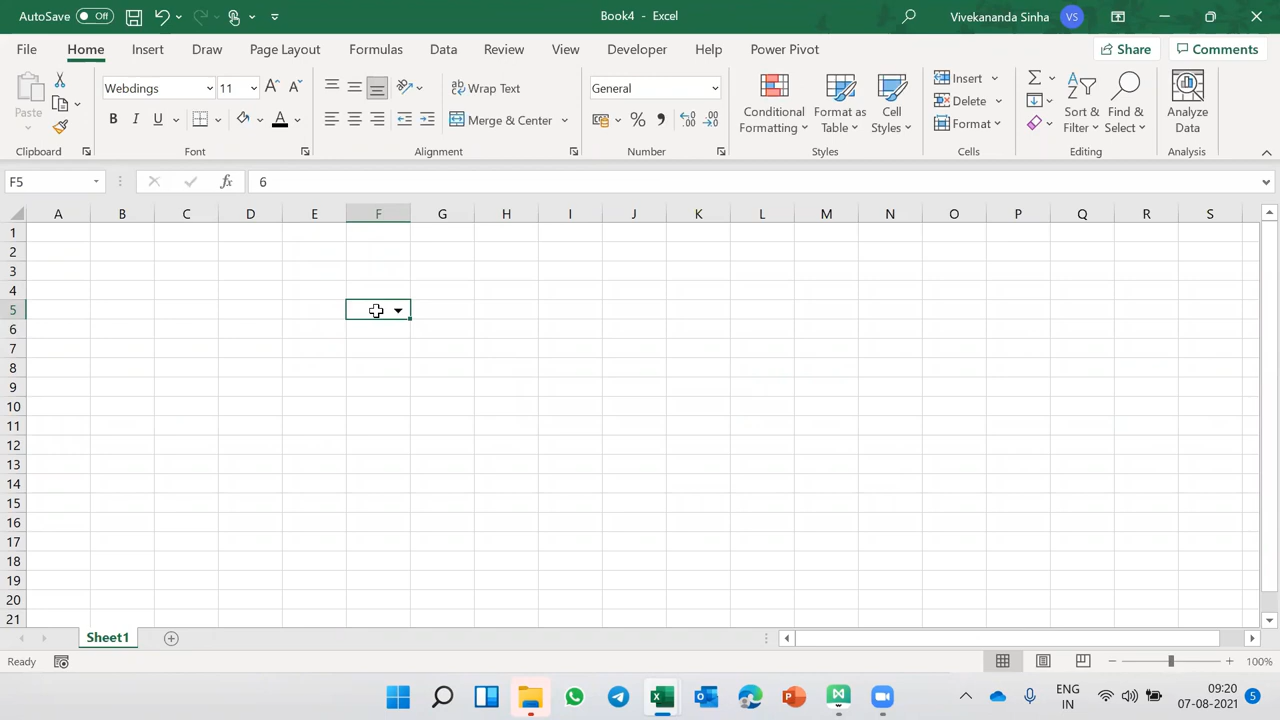 AutoSave Off Book4 - Excel Vivekananda Sinha VS
File Home Insert Draw Page Layout Formulas Data Review View Developer Help Power Pivot Share Comments
Paste Webdings 11 Wrap Text General Conditional Formatting Format as Table Cell Styles Insert Sort & Filter Find & Select Analyze Data
B I U A Merge & Center % , Delete
Format
Clipboard Font Alignment Number Styles Cells Editing Analysis
F5 fx 6
A B C D E F G H I J K L M N O P Q R S
1
2
3
4
5
6
7
8
9
10
11
12
13
14
15
16
17
18
19
20
21
Sheet1
Ready 100%
ENG 09:20
IN 07-08-2021 5